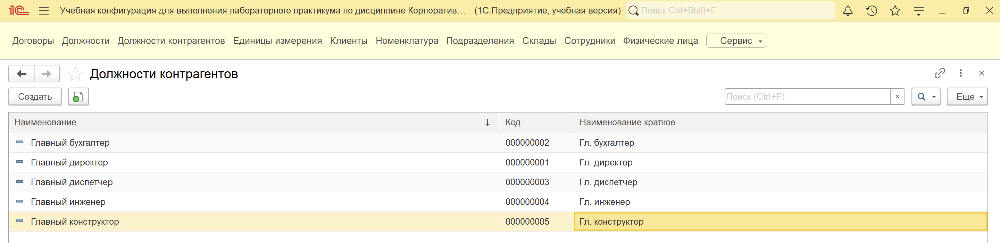 1С Учебная конфигурация для выполнения лабораторного практикума по дисциплине Корпоратив... (1С:Предприятие, учебная версия) Поиск Ctrl+Shift+F
Договоры Должности Должности контрагентов Единицы измерения Клиенты Номенклатура Подразделения Склады Сотрудники Физические лица Сервис
Должности контрагентов
Создать Поиск (Ctrl+F) Еще
Наименование Код Наименование краткое
Главный бухгалтер 000000002 Гл. бухгалтер
Главный директор 000000001 Гл. директор
Главный диспетчер 000000003 Гл. диспетчер
Главный инженер 000000004 Гл. инженер
Главный конструктор 000000005 Гл. конструктор